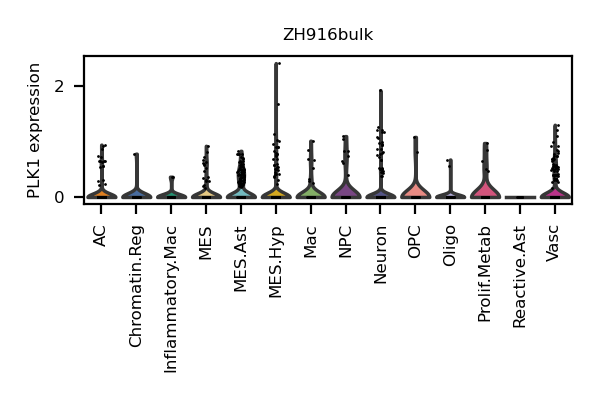 ZH916bulk
PLK1 expression
2
0
AC
Chromatin.Reg
Inflammatory.Mac
MES
MES.Ast
MES.Hyp
Mac
NPC
Neuron
OPC
Oligo
Prolif.Metab
Reactive.Ast
Vasc